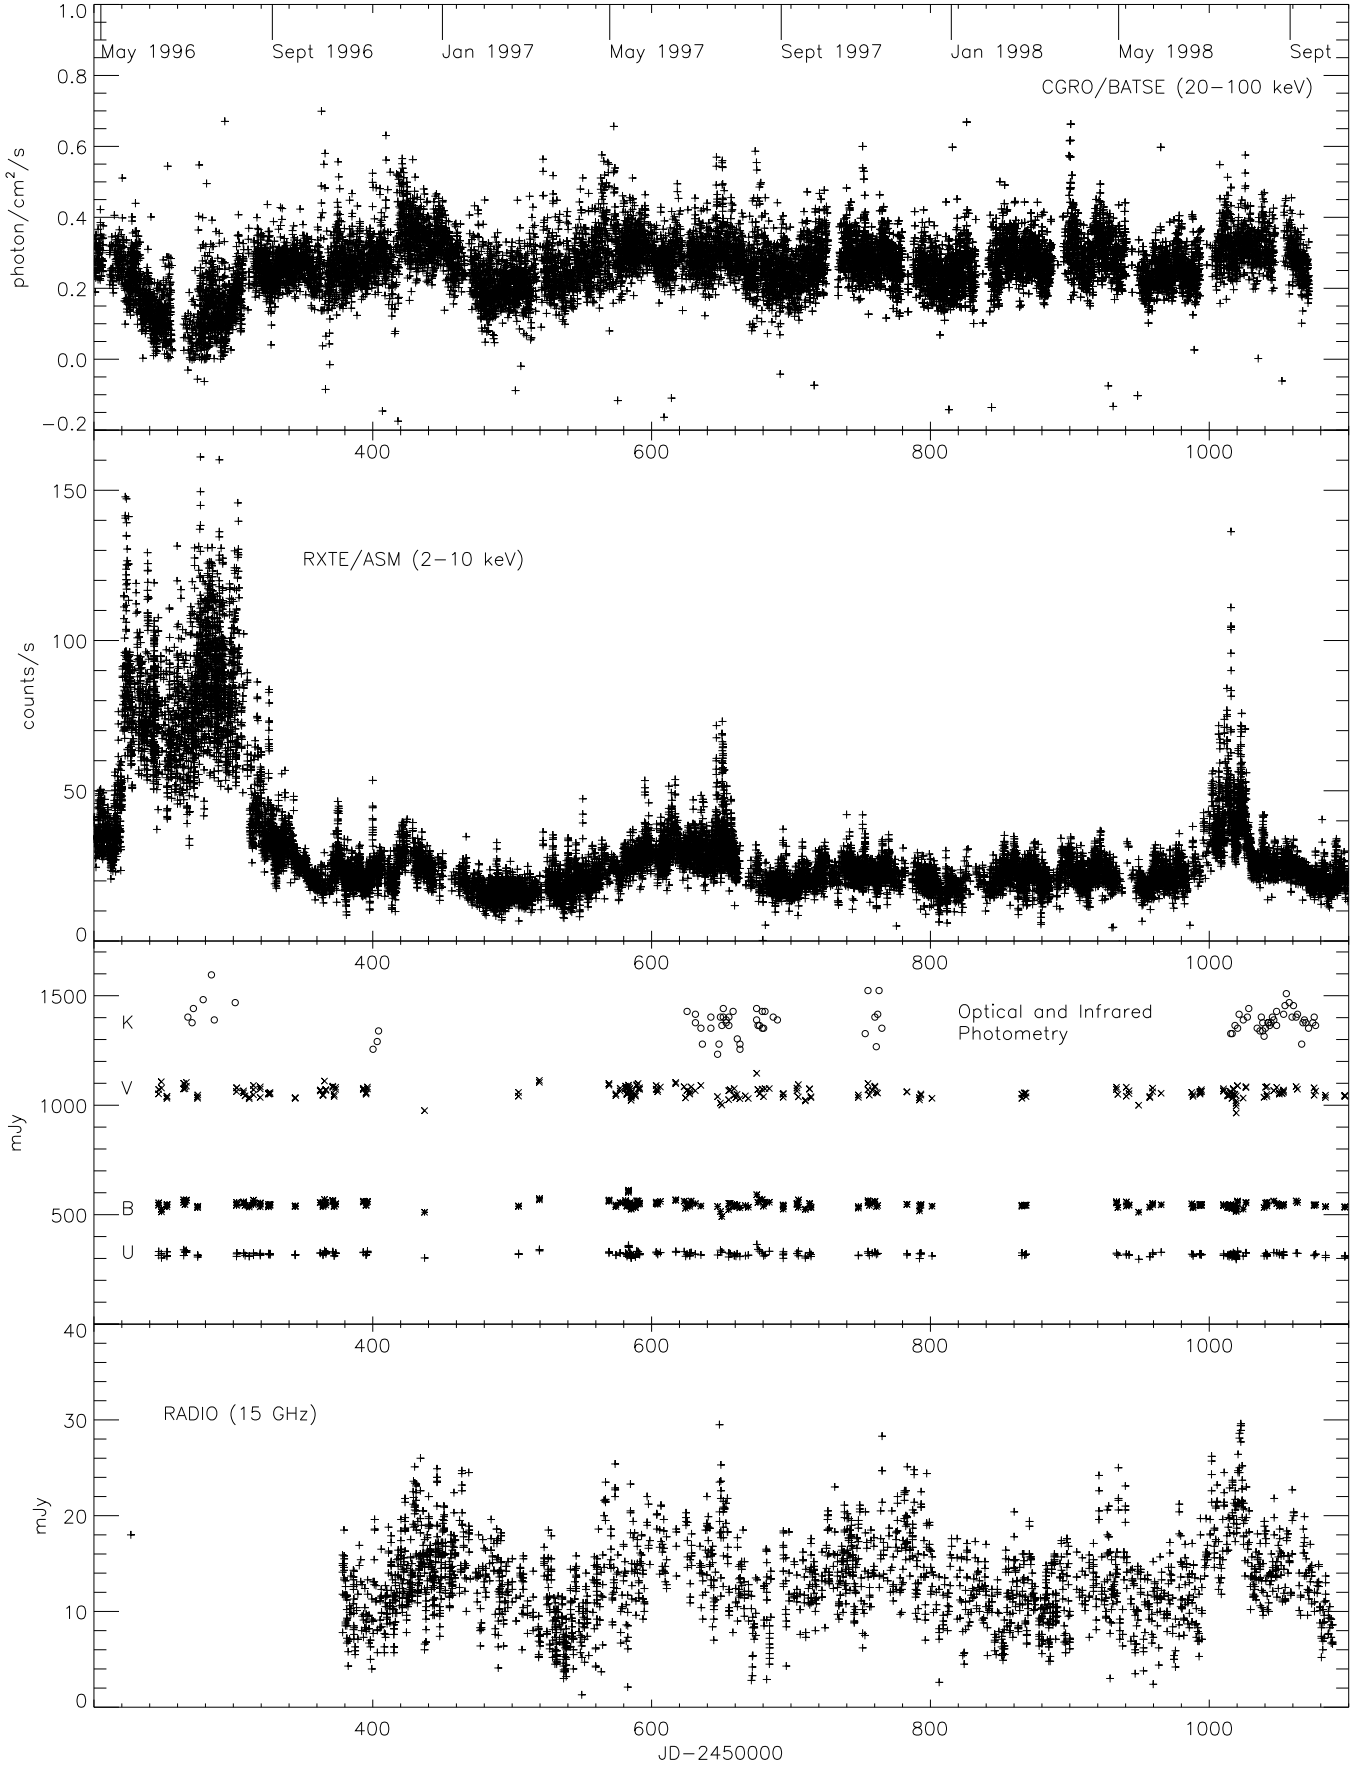 1.0
May 1996 Sept 1996 Jan 1997 May 1997 Sept 1997 Jan 1998 May 1998 Sept
0.8
CGRO/BATSE (20−100 keV)
0.6
photon/cm²/s
0.4
0.2
0.0
−0.2
400 600 800 1000
150
RXTE/ASM (2−10 keV)
100
counts/s
50
0
400 600 800 1000
1500
K
Optical and Infrared
Photometry
V
1000
mJy
B
500
U
40
400 600 800 1000
RADIO (15 GHz)
30
20
mJy
10
0
400 600 800 1000
JD−2450000